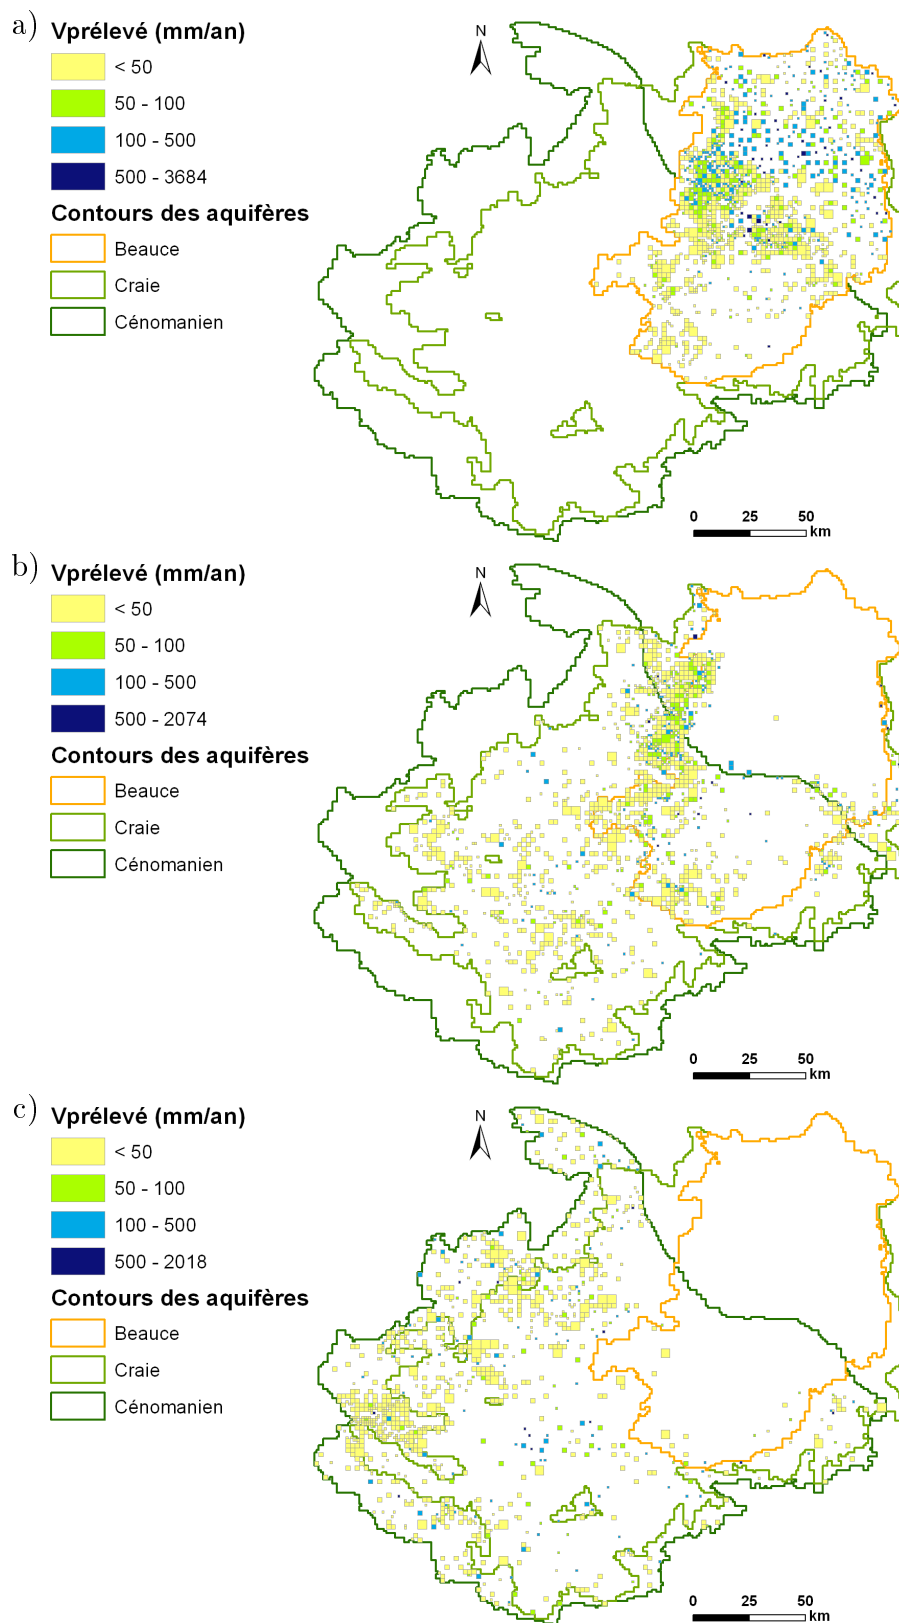 a)
Vprélevé (mm/an)
< 50
50 - 100
100 - 500
500 - 3684
Contours des aquifères
Beauce
Craie
Cénomanien
N
0 25 50
km
b)
Vprélevé (mm/an)
< 50
50 - 100
100 - 500
500 - 2074
Contours des aquifères
Beauce
Craie
Cénomanien
N
0 25 50
km
c)
Vprélevé (mm/an)
< 50
50 - 100
100 - 500
500 - 2018
Contours des aquifères
Beauce
Craie
Cénomanien
N
0 25 50
km